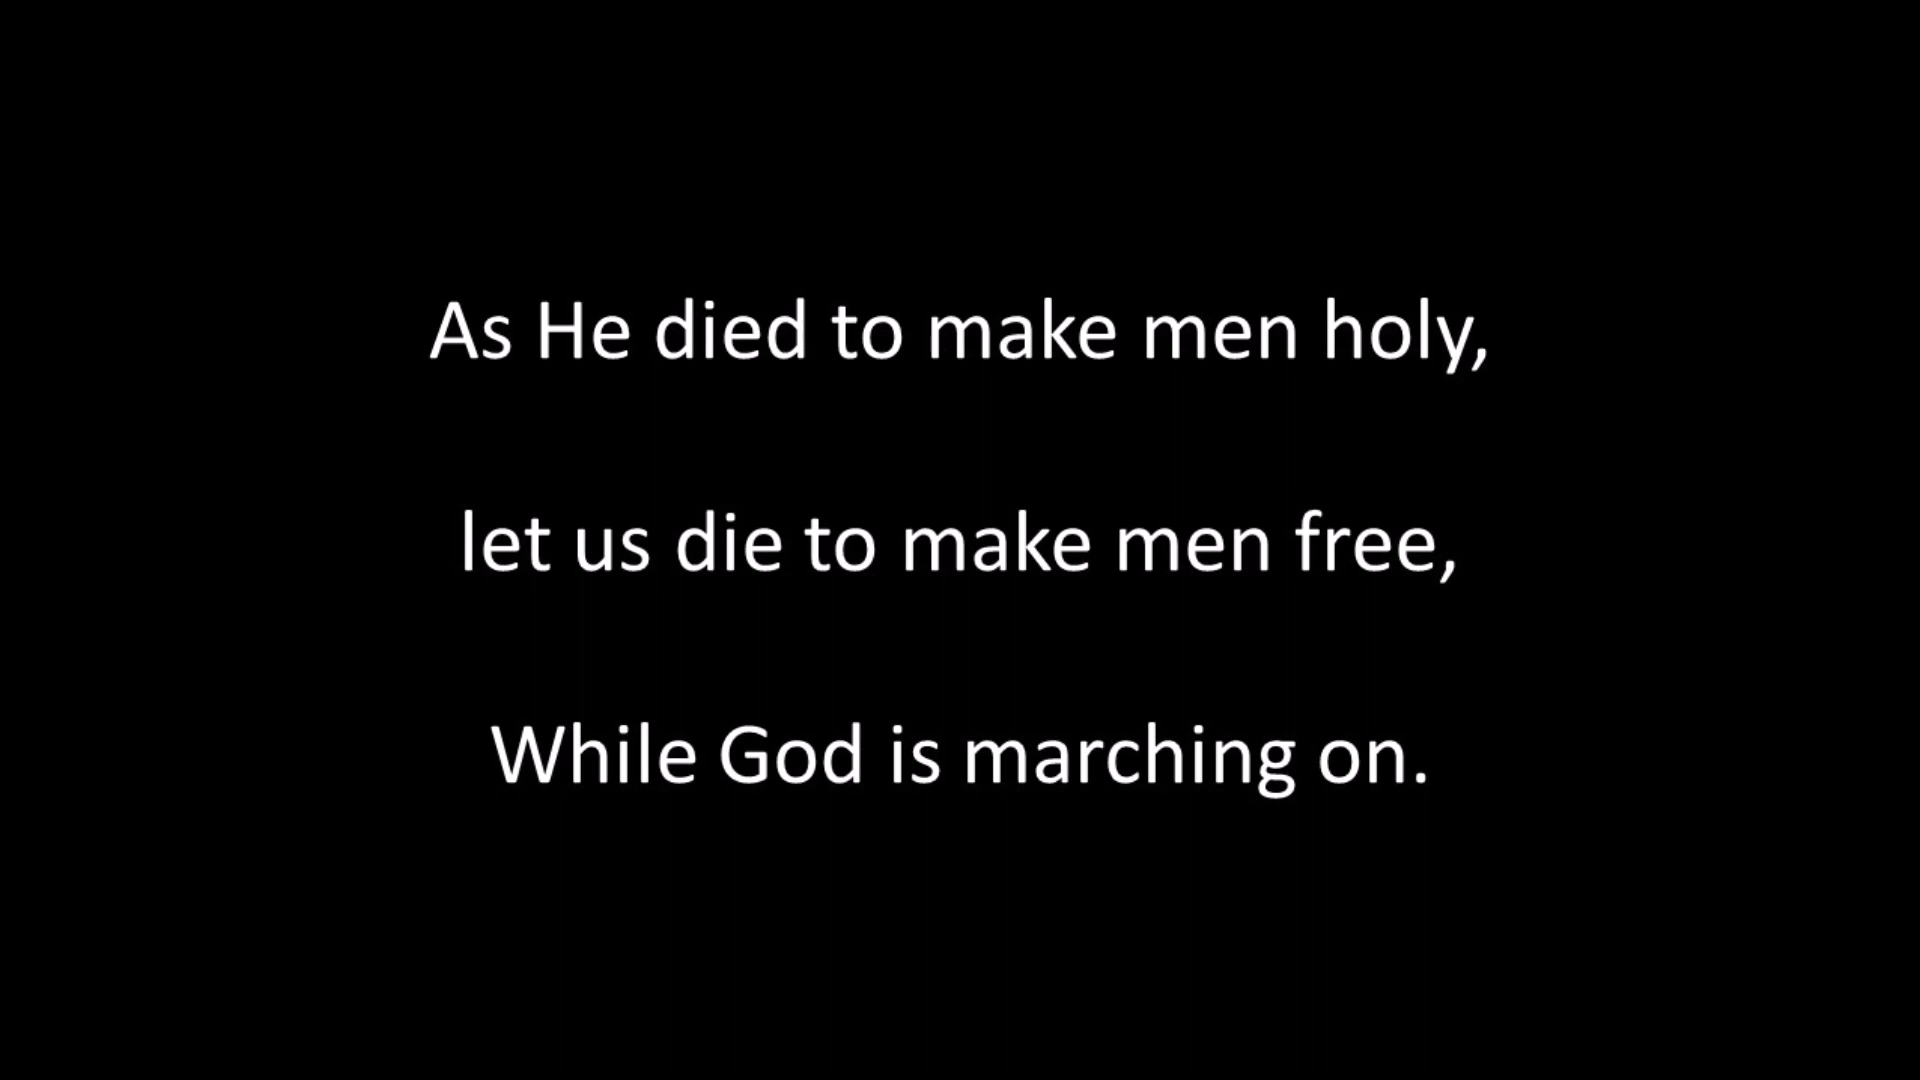 As He died to make men holy,
let us die to make men free,
While God is marching on.